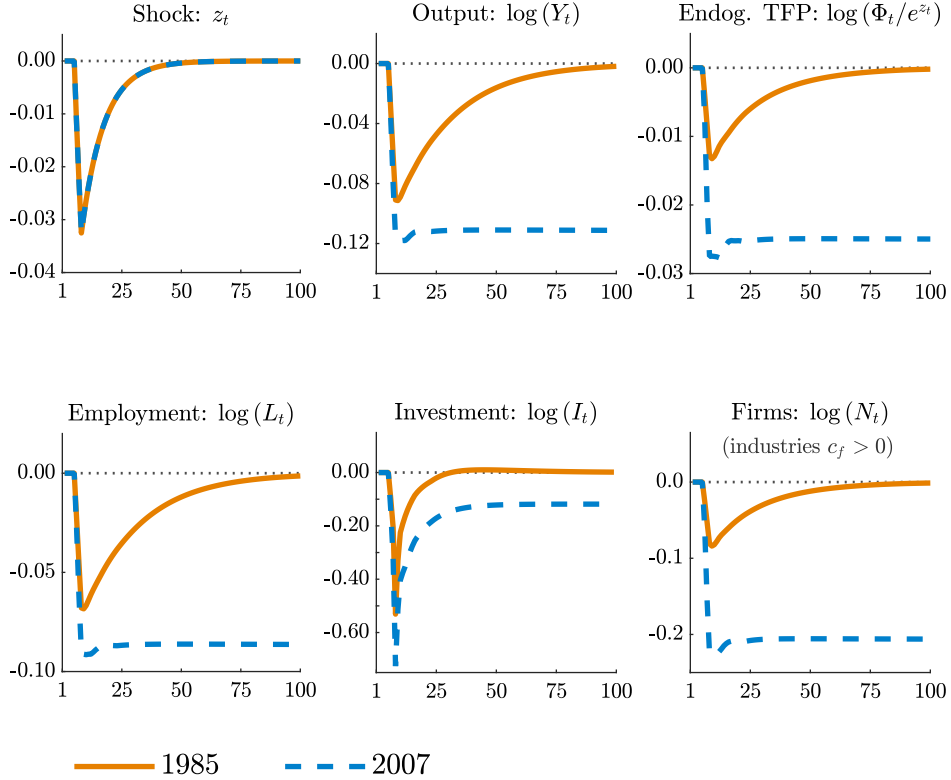 Shock: z_t
0.00
-0.01
-0.02
-0.03
-0.04
1 25 50 75 100
Output: log (Y_t)
0.00
-0.04
-0.08
-0.12
1 25 50 75 100
Endog. TFP: log (Φ_t/e^{z_t})
0.00
-0.01
-0.02
-0.03
1 25 50 75 100
Employment: log (L_t)
0.00
-0.05
-0.10
1 25 50 75 100
Investment: log (I_t)
0.00
-0.20
-0.40
-0.60
1 25 50 75 100
Firms: log (N_t)
(industries c_f > 0)
0.0
-0.1
-0.2
1 25 50 75 100
1985 2007